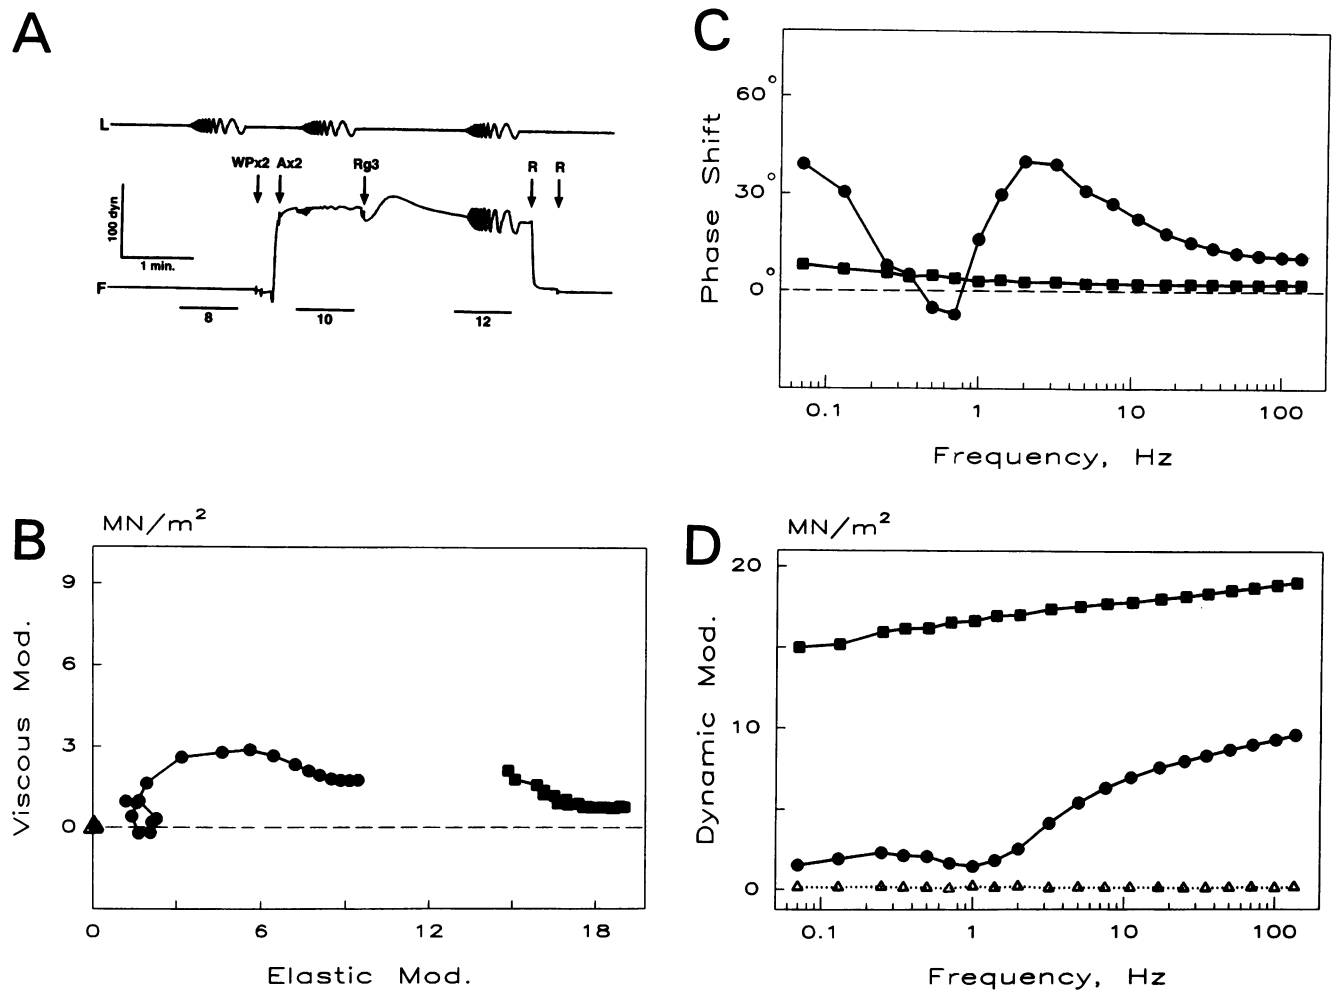 A
L
WPx2 Ax2 Rg3 R R
100 dyn
1 min.
F
8 10 12
C
Phase Shift
60°
30°
0°
0.1 1 10 100
Frequency, Hz
B
MN/m²
Viscous Mod.
9
6
3
0
0 6 12 18
Elastic Mod.
D
MN/m²
Dynamic Mod.
20
10
0
0.1 1 10 100
Frequency, Hz